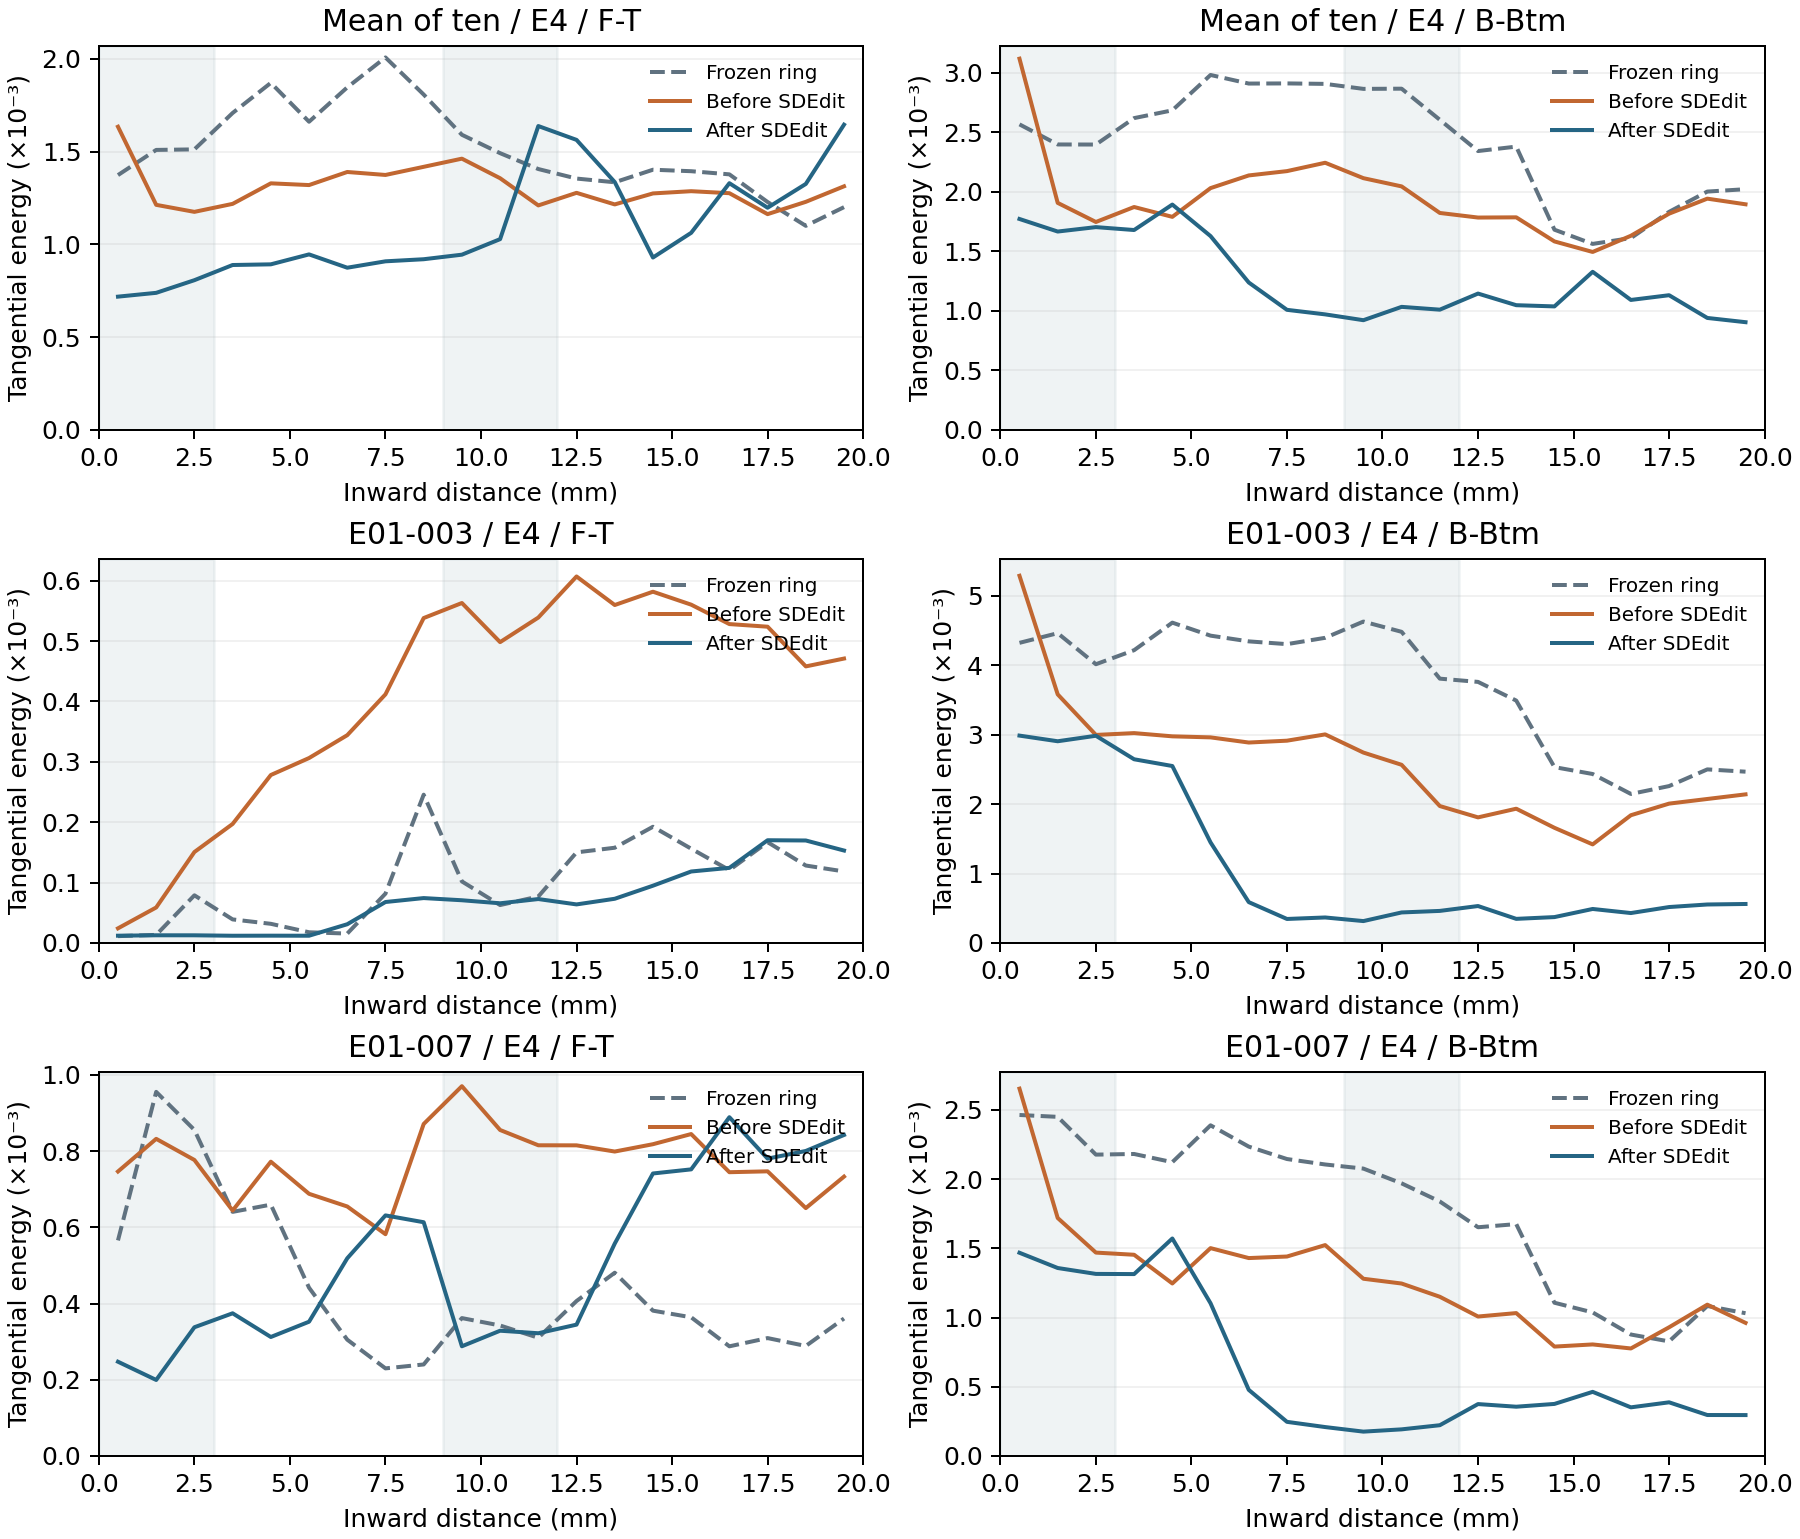 Mean of ten / E4 / F-T
Tangential energy (×10⁻³)
2.0
1.5
1.0
0.5
0.0
Frozen ring
Before SDEdit
After SDEdit
0.0 2.5 5.0 7.5 10.0 12.5 15.0 17.5 20.0
Inward distance (mm)
Mean of ten / E4 / B-Btm
Tangential energy (×10⁻³)
3.0
2.5
2.0
1.5
1.0
0.5
0.0
Frozen ring
Before SDEdit
After SDEdit
0.0 2.5 5.0 7.5 10.0 12.5 15.0 17.5 20.0
Inward distance (mm)
E01-003 / E4 / F-T
Tangential energy (×10⁻³)
0.6
0.5
0.4
0.3
0.2
0.1
0.0
Frozen ring
Before SDEdit
After SDEdit
0.0 2.5 5.0 7.5 10.0 12.5 15.0 17.5 20.0
Inward distance (mm)
E01-003 / E4 / B-Btm
Tangential energy (×10⁻³)
5
4
3
2
1
0
Frozen ring
Before SDEdit
After SDEdit
0.0 2.5 5.0 7.5 10.0 12.5 15.0 17.5 20.0
Inward distance (mm)
E01-007 / E4 / F-T
Tangential energy (×10⁻³)
1.0
0.8
0.6
0.4
0.2
0.0
Frozen ring
Before SDEdit
After SDEdit
0.0 2.5 5.0 7.5 10.0 12.5 15.0 17.5 20.0
Inward distance (mm)
E01-007 / E4 / B-Btm
Tangential energy (×10⁻³)
2.5
2.0
1.5
1.0
0.5
0.0
Frozen ring
Before SDEdit
After SDEdit
0.0 2.5 5.0 7.5 10.0 12.5 15.0 17.5 20.0
Inward distance (mm)